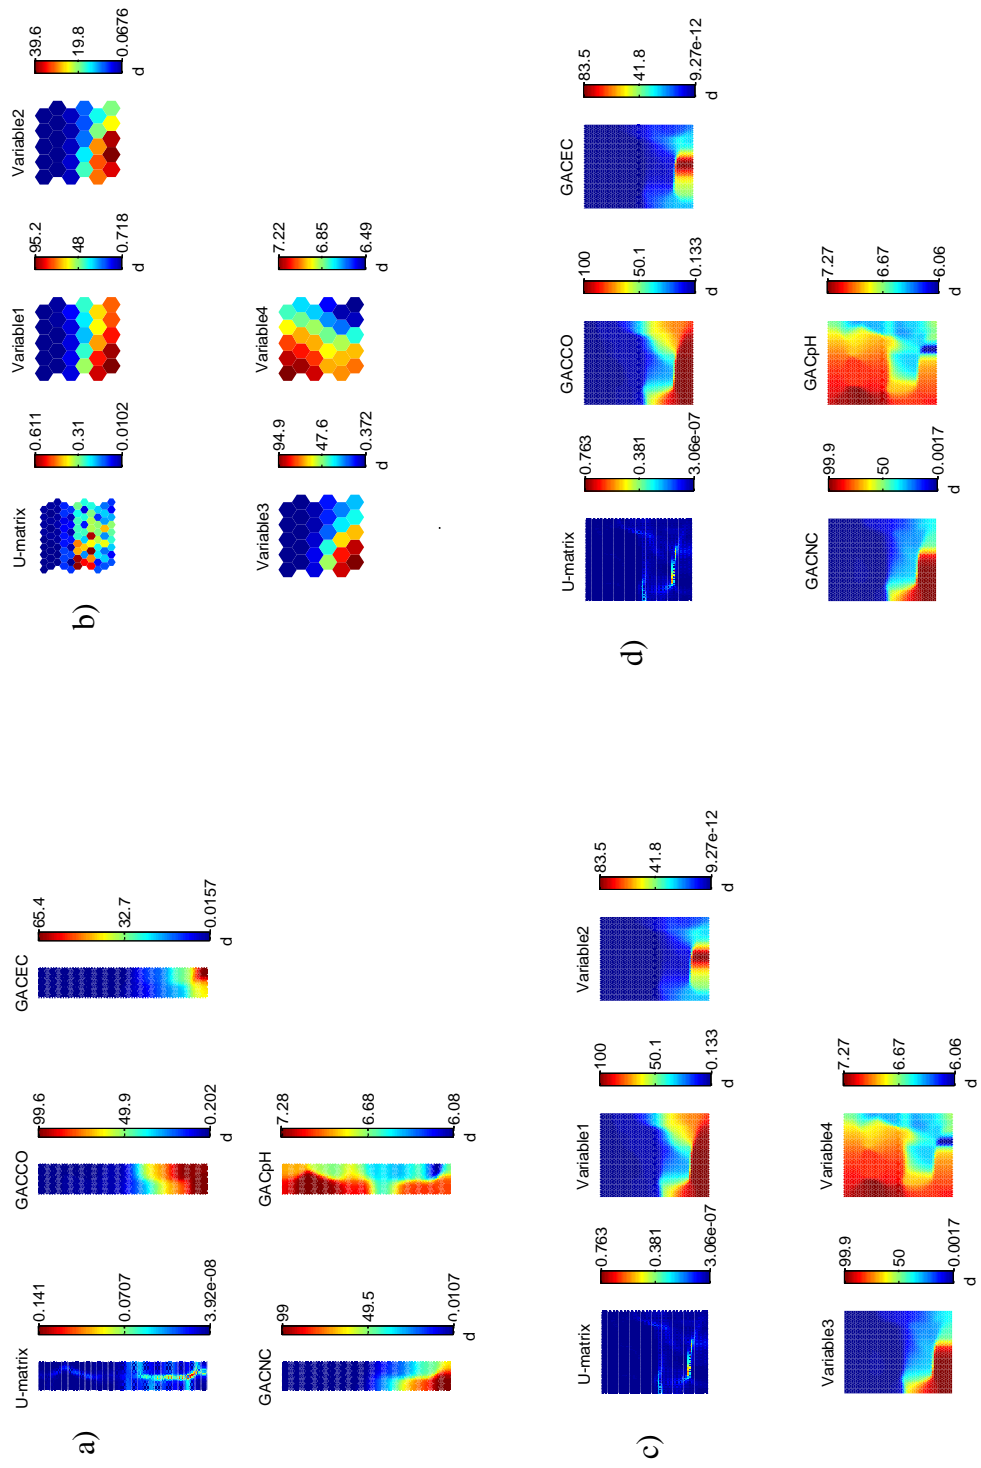 a)
U-matrix
0.141
0.0707
3.92e-08
GACCO
99.6
49.9
0.202
d
GACEC
65.4
32.7
0.0157
d
GACNC
99
49.5
0.0107
d
GACpH
7.28
6.68
6.08
d
b)
U-matrix
0.611
0.31
0.0102
Variable1
95.2
48
0.718
d
Variable2
39.6
19.8
0.0676
d
Variable3
94.9
47.6
0.372
d
Variable4
7.22
6.85
6.49
d
c)
U-matrix
0.763
0.381
3.06e-07
Variable1
100
50.1
0.133
d
Variable2
83.5
41.8
9.27e-12
d
Variable3
99.9
50
0.0017
d
Variable4
7.27
6.67
6.06
d
d)
U-matrix
0.763
0.381
3.06e-07
GACCO
100
50.1
0.133
d
GACEC
83.5
41.8
9.27e-12
d
GACNC
99.9
50
0.0017
d
GACpH
7.27
6.67
6.06
d